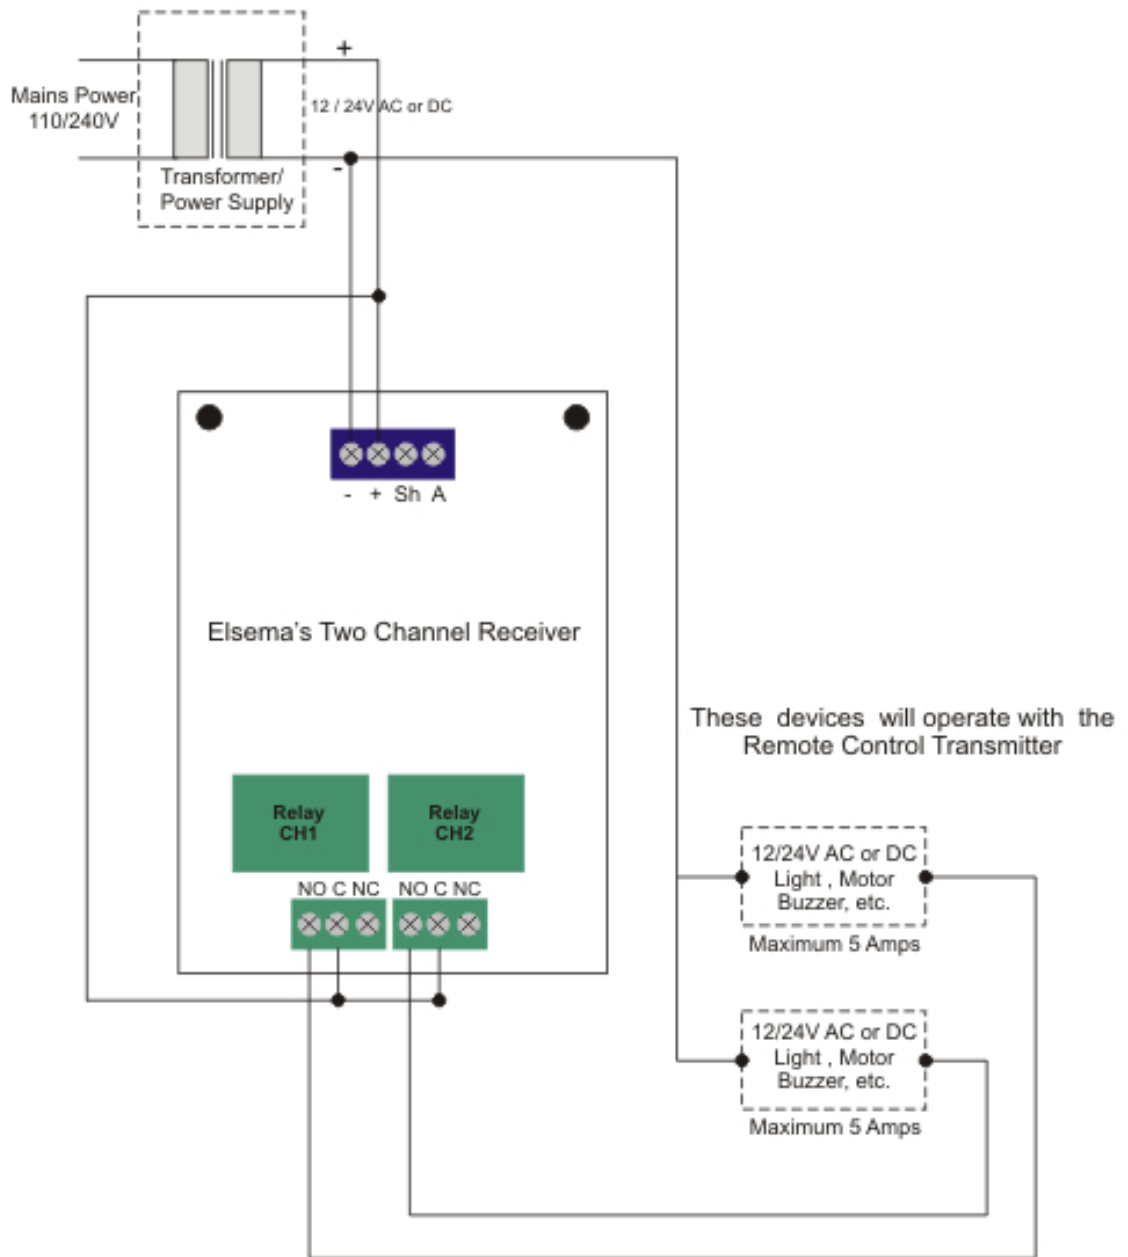 +
Mains Power
110/240V
12 / 24V AC or DC
-
Transformer/
Power Supply
- + Sh A
Elsema's Two Channel Receiver
These devices will operate with the
Remote Control Transmitter
Relay
CH1
Relay
CH2
NO C NC
NO C NC
12/24V AC or DC
Light , Motor
Buzzer, etc.
Maximum 5 Amps
12/24V AC or DC
Light , Motor
Buzzer, etc.
Maximum 5 Amps